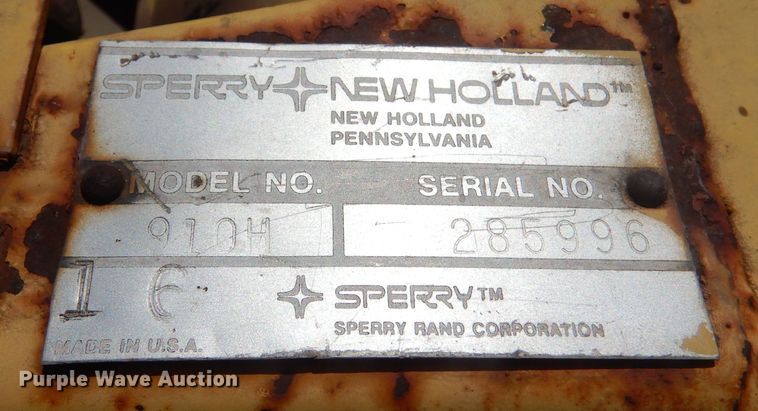 SPERRY NEW HOLLAND™
NEW HOLLAND
PENNSYLVANIA
MODEL NO. SERIAL NO.
910H 285996
1 6
SPERRY™
SPERRY RAND CORPORATION
MADE IN U.S.A.
Purple Wave Auction